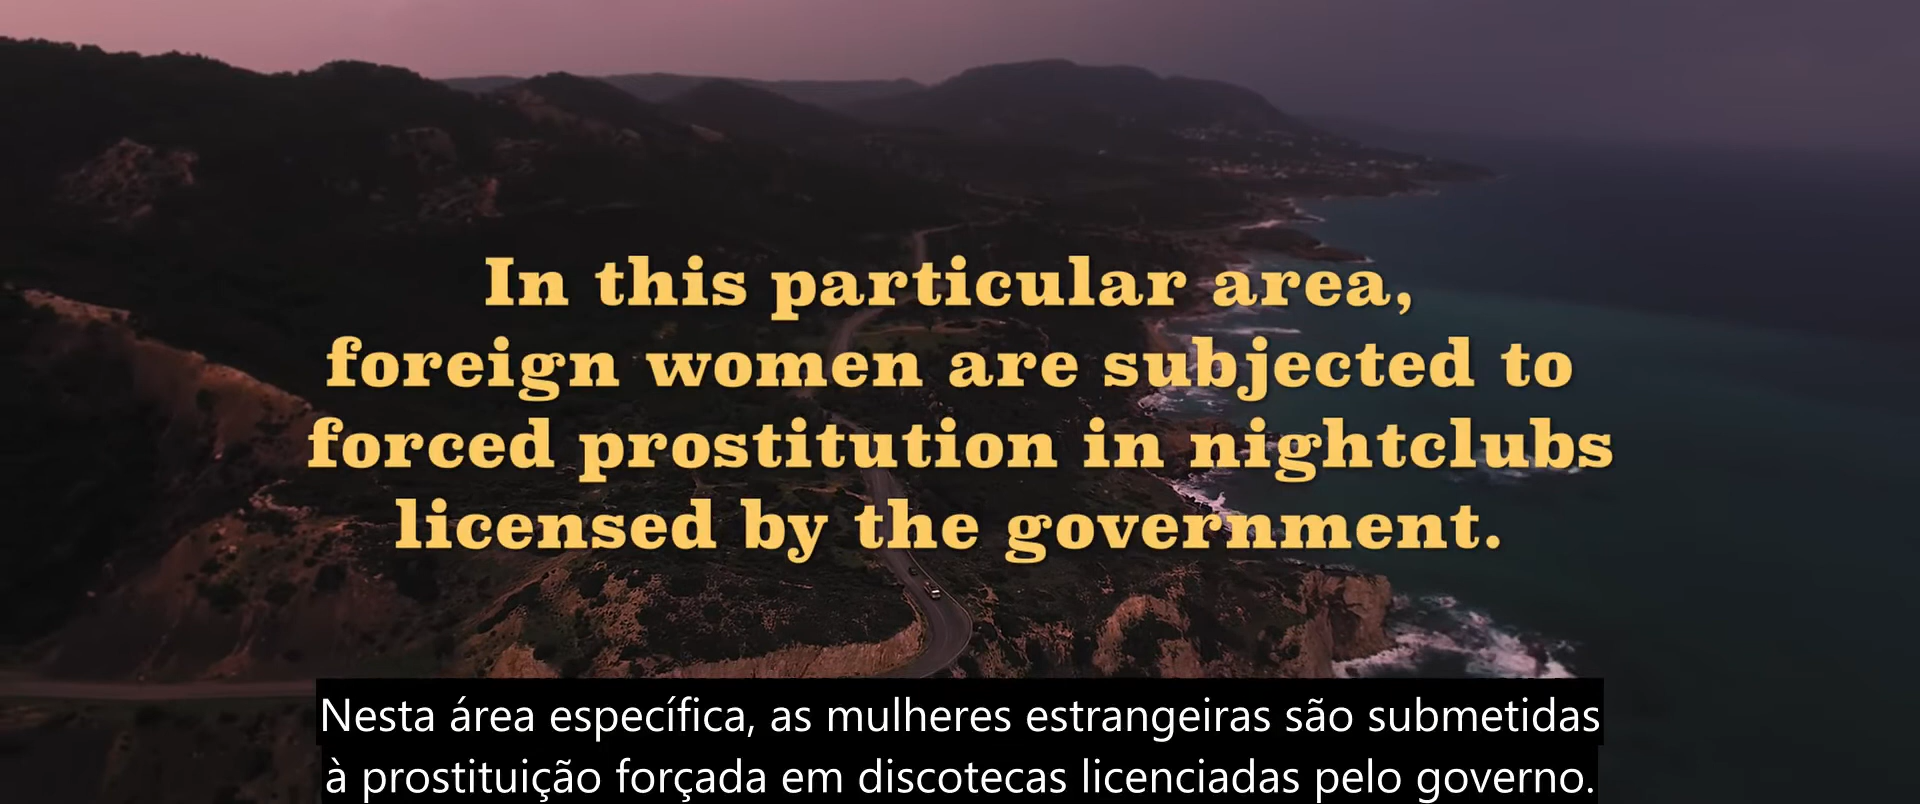 In this particular area,
foreign women are subjected to
forced prostitution in nightclubs
licensed by the government.
Nesta área específica, as mulheres estrangeiras são submetidas
à prostituição forçada em discotecas licenciadas pelo governo.